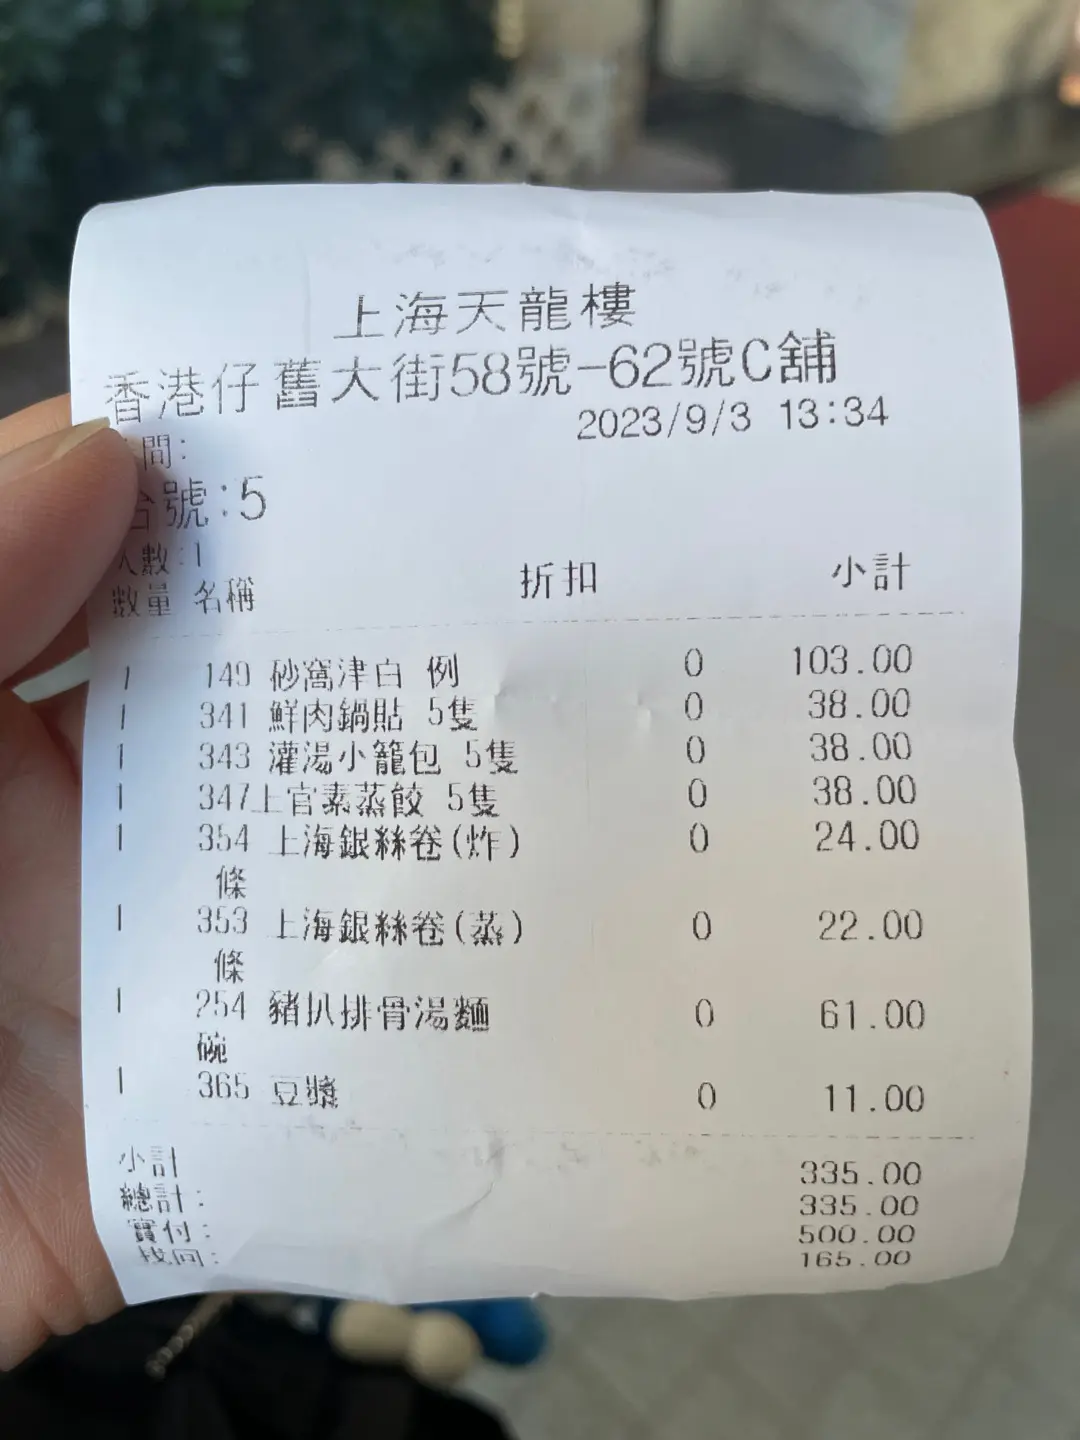 上海天龍樓
香港仔舊大街58號-62號C舖
2023/9/3 13:34
間:
台號:5
人數:1
數量 名稱 折扣 小計
1 149 砂窩津白 例 0 103.00
1 341 鮮肉鍋貼 5隻 0 38.00
1 343 灌湯小籠包 5隻 0 38.00
1 347上官素蒸餃 5隻 0 38.00
1 354 上海銀絲卷(炸) 0 24.00
條
1 353 上海銀絲卷(蒸) 0 22.00
條
1 254 豬扒排骨湯麵 0 61.00
碗
1 365 豆漿 0 11.00
小計 335.00
總計: 335.00
實付: 500.00
找回: 165.00